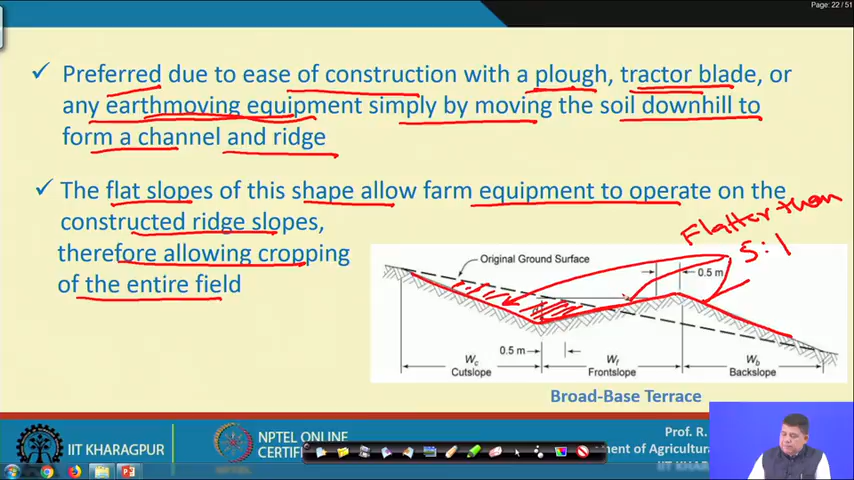 Page: 22 / 51
✓ Preferred due to ease of construction with a plough, tractor blade, or
any earthmoving equipment simply by moving the soil downhill to
form a channel and ridge
✓ The flat slopes of this shape allow farm equipment to operate on the
constructed ridge slopes,
therefore allowing cropping
of the entire field
Flatter than
5:1
Original Ground Surface
0.5 m
0.5 m
Wc Wf Wb
Cutslope Frontslope Backslope
Broad-Base Terrace
IIT KHARAGPUR
NPTEL ONLINE
CERTIF
Prof. R.
ment of Agricultura
IIT KHARA